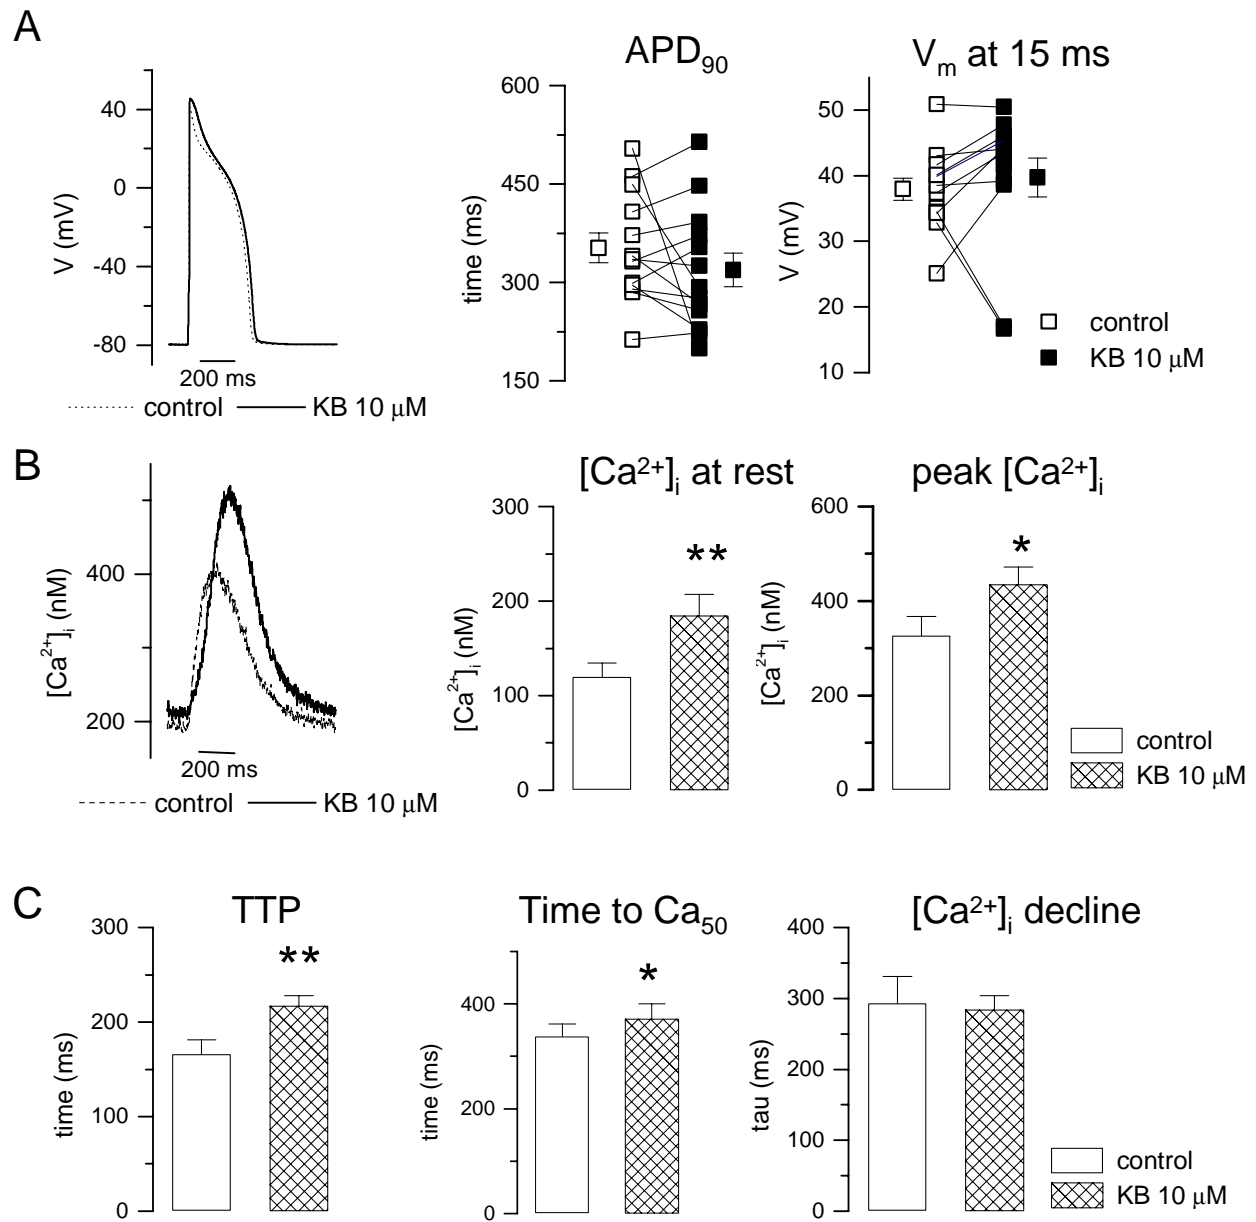 A
APD90
Vm at 15 ms
V (mV)
40
0
-40
-80
200 ms
control
KB 10 μM
time (ms)
600
450
300
150
V (mV)
50
40
30
20
10
control
KB 10 μM
B
[Ca2+]i at rest
peak [Ca2+]i
[Ca2+]i (nM)
400
200
200 ms
control
KB 10 μM
[Ca2+]i (nM)
300
200
100
0
**
[Ca2+]i (nM)
600
400
200
0
*
control
KB 10 μM
C
TTP
Time to Ca50
[Ca2+]i decline
time (ms)
300
200
100
0
**
time (ms)
400
200
0
*
tau (ms)
400
300
200
100
0
control
KB 10 μM